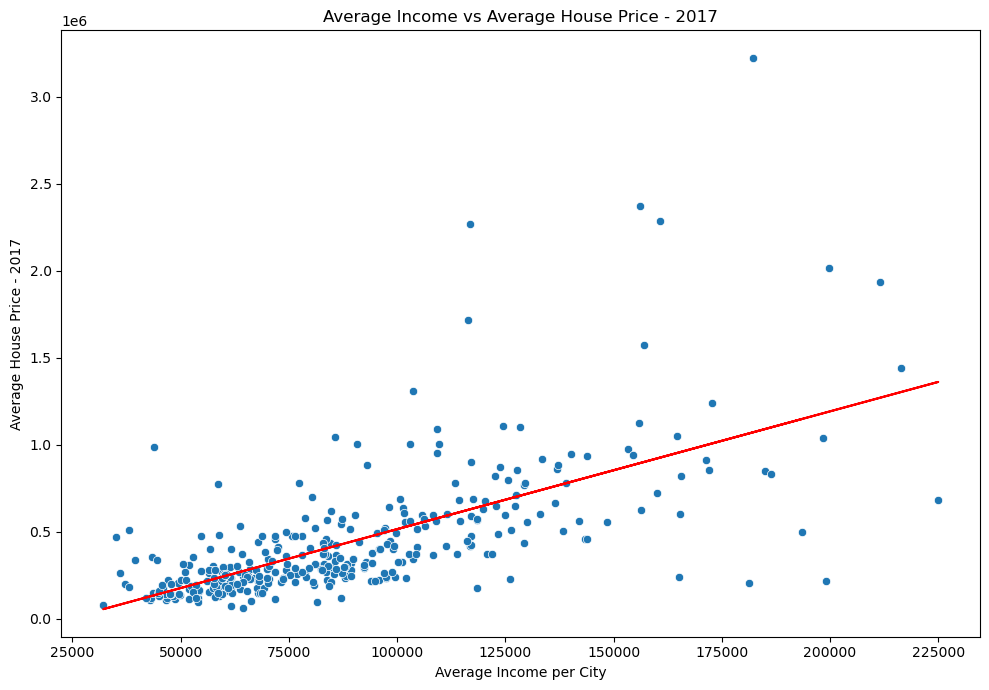 Average Income vs Average House Price - 2017
1e6
3.0
2.5
2.0
1.5
1.0
0.5
0.0
Average House Price - 2017
25000 50000 75000 100000 125000 150000 175000 200000 225000
Average Income per City